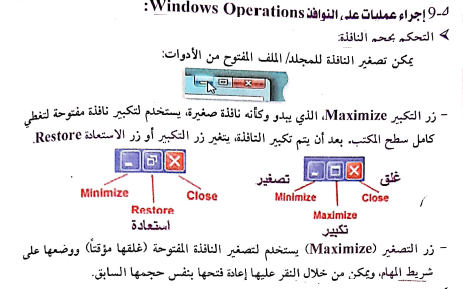 5-9 إجراء عمليات على النوافذ Windows Operations:
➤ التحكم بحجم النافذة:
يمكن تصغير النافذة للمجلد/ الملف المفتوح من الأدوات:
– زر التكبير Maximize، الذي يبدو وكأنه نافذة صغيرة، يستخدم لتكبير نافذة مفتوحة لتغطي
كامل سطح المكتب. بعد أن يتم تكبير النافذة، يتغير زر التكبير أو زر الاستعادة Restore.
غلق تصغير
Minimize Close Minimize Close
Restore Maximize
استعادة تكبير
– زر التصغير (Maximize) يستخدم لتصغير النافذة المفتوحة (غلقها مؤقتاً) ووضعها على
شريط المهام، ويمكن من خلال النقر عليها إعادة فتحها بنفس حجمها السابق.